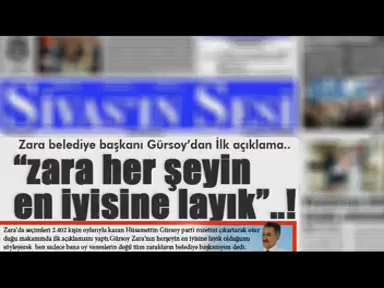 SİVAS'IN SESİ
Zara belediye başkanı Gürsoy'dan İlk açıklama..
"zara her şeyin
en iyisine layık"..!
Zara'da seçimleri 2.402 kişin oylarıyla kazan Hüsamettin Gürsoy parti rozetini çıkartarak otur
duğu makamında ilk açıklamasın yaptı.Gürsoy Zara'nın herşeyin en iyisine layık olduğunu
söyleyerek ben sadece bana oy verenlerin değil tüm zaralıların belediye başkanıyım dedi.